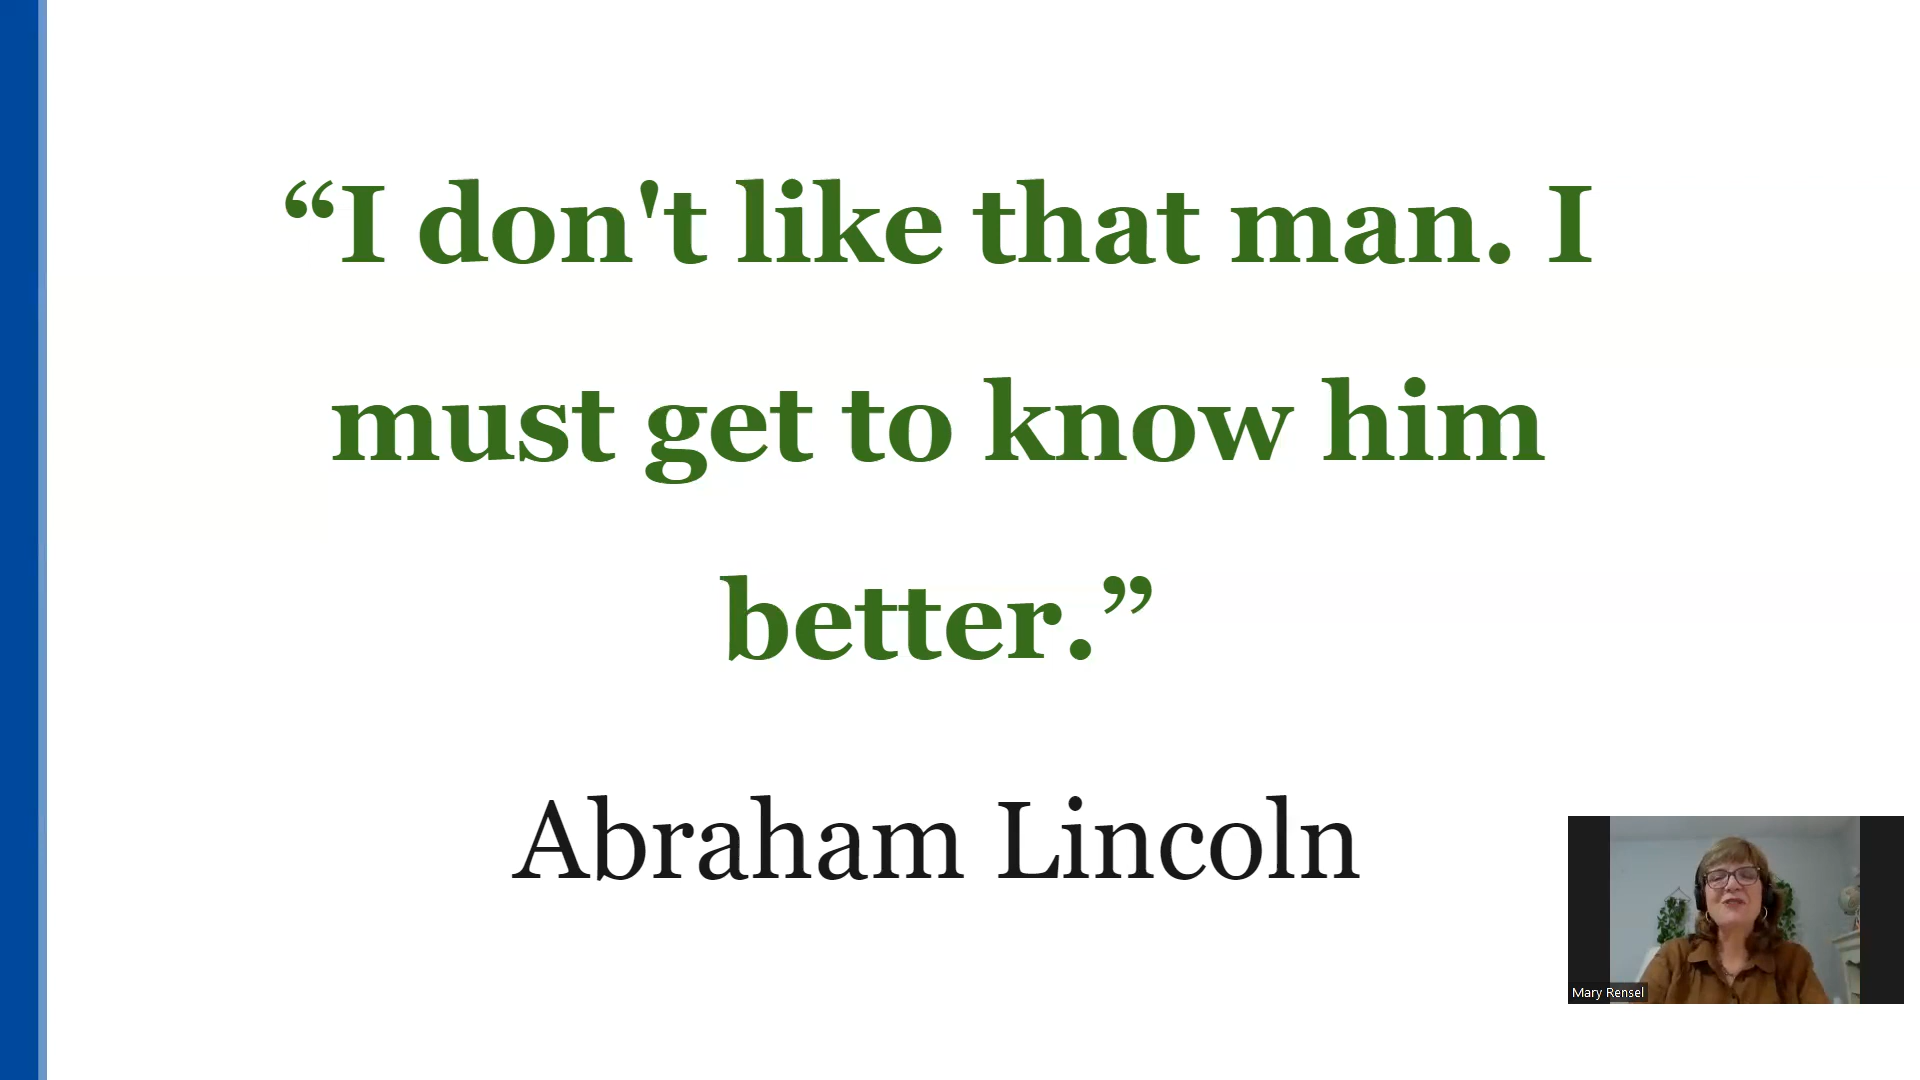 “I don't like that man. I
must get to know him
better.”
Abraham Lincoln
Mary Rensel